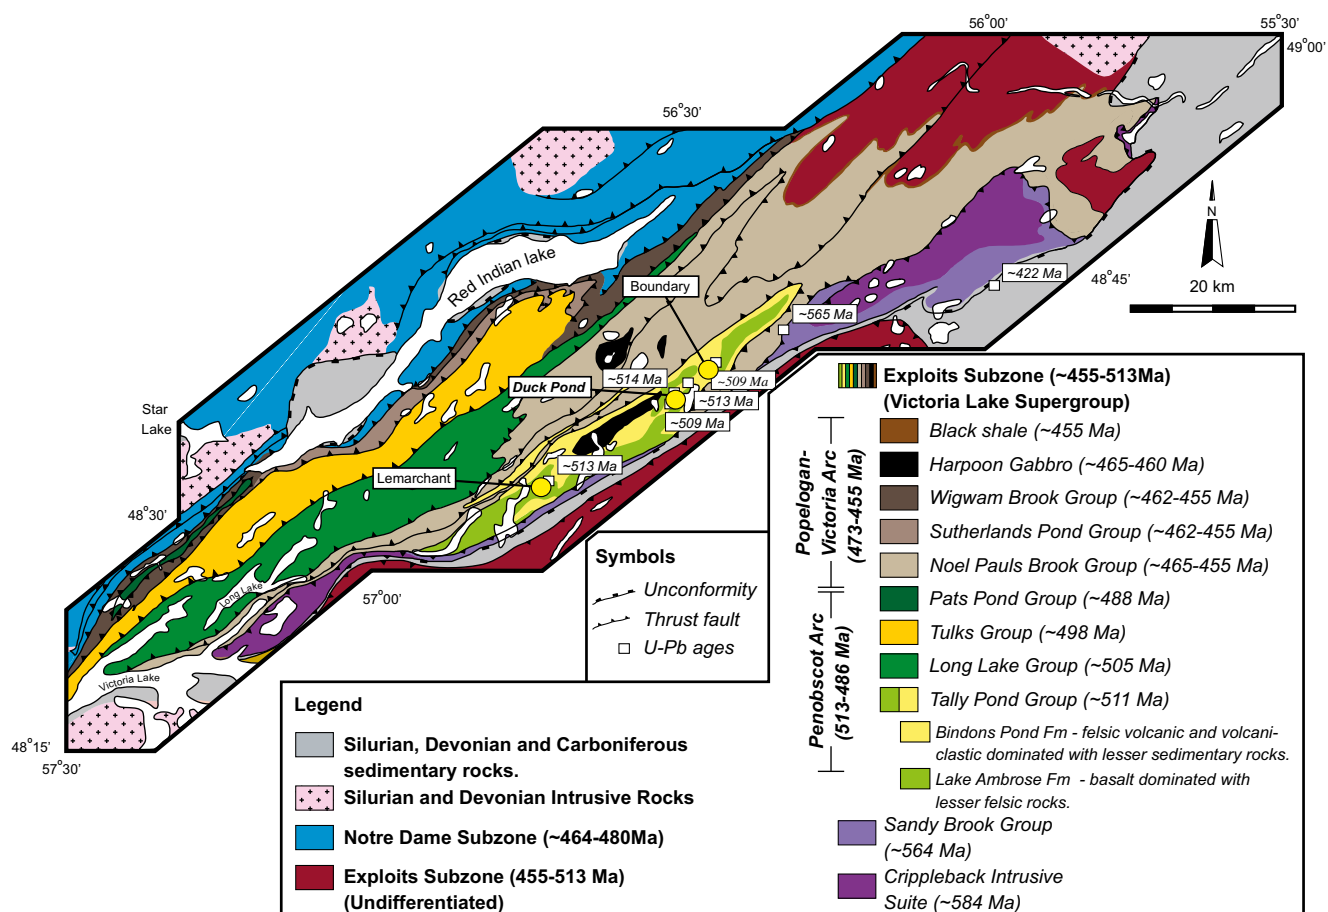 56°00'
55°30'
49°00'
56°30'
Red Indian lake
Boundary
N
48°45'
20 km
~422 Ma
~565 Ma
~514 Ma
~509 Ma
Duck Pond
~513 Ma
~509 Ma
Star
Lake
~513 Ma
Lemarchant
48°30'
Long Lake
57°00'
Victoria Lake
48°15'
57°30'
Symbols
Unconformity
Thrust fault
U-Pb ages
Legend
Silurian, Devonian and Carboniferous
sedimentary rocks.
Silurian and Devonian Intrusive Rocks
Notre Dame Subzone (~464-480Ma)
Exploits Subzone (455-513 Ma)
(Undifferentiated)
Exploits Subzone (~455-513Ma)
(Victoria Lake Supergroup)
Popelogan-
Victoria Arc
(473-455 Ma)
Black shale (~455 Ma)
Harpoon Gabbro (~465-460 Ma)
Wigwam Brook Group (~462-455 Ma)
Sutherlands Pond Group (~462-455 Ma)
Noel Pauls Brook Group (~465-455 Ma)
Penobscot Arc
(513-486 Ma)
Pats Pond Group (~488 Ma)
Tulks Group (~498 Ma)
Long Lake Group (~505 Ma)
Tally Pond Group (~511 Ma)
Bindons Pond Fm - felsic volcanic and volcani-
clastic dominated with lesser sedimentary rocks.
Lake Ambrose Fm - basalt dominated with
lesser felsic rocks.
Sandy Brook Group
(~564 Ma)
Crippleback Intrusive
Suite (~584 Ma)